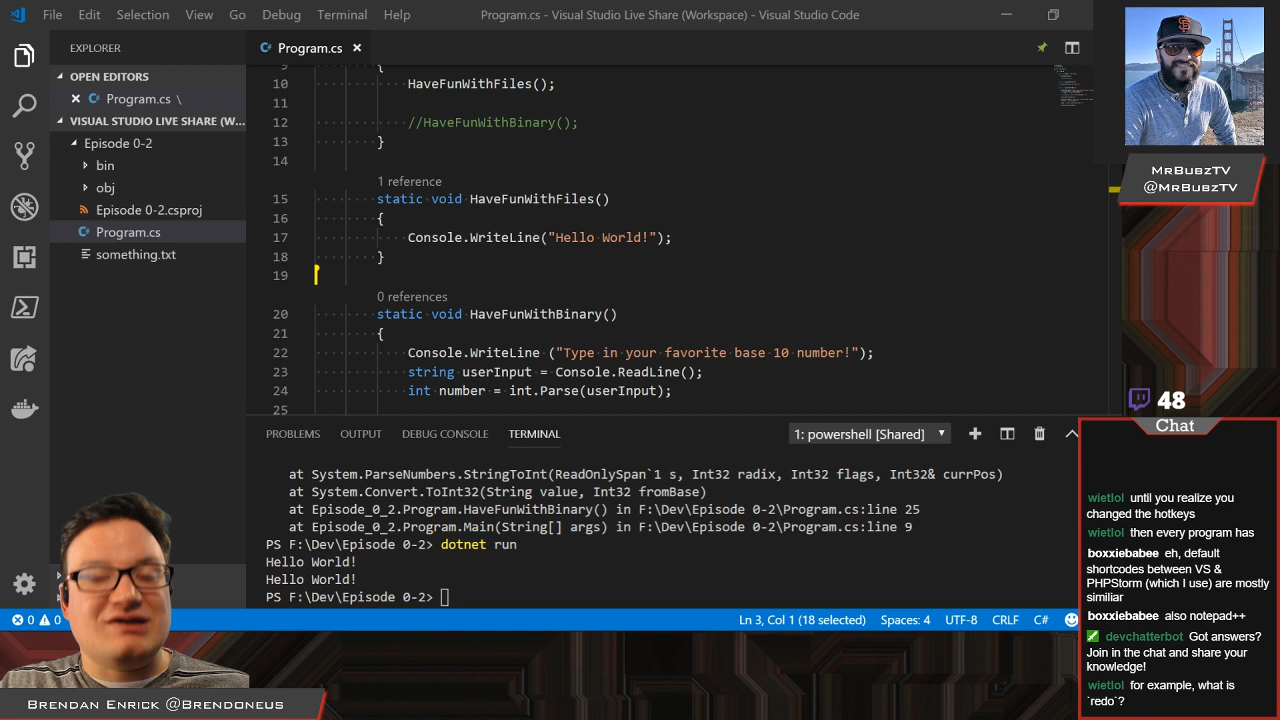 File Edit Selection View Go Debug Terminal Help
Program.cs - Visual Studio Live Share (Workspace) - Visual Studio Code
EXPLORER
OPEN EDITORS
Program.cs \
VISUAL STUDIO LIVE SHARE (W...
Episode 0-2
bin
obj
Episode 0-2.csproj
Program.cs
something.txt
Program.cs
9 {
10 HaveFunWithFiles();
11
12 //HaveFunWithBinary();
13 }
14
1 reference
15 static void HaveFunWithFiles()
16 {
17 Console.WriteLine("Hello World!");
18 }
19
0 references
20 static void HaveFunWithBinary()
21 {
22 Console.WriteLine ("Type in your favorite base 10 number!");
23 string userInput = Console.ReadLine();
24 int number = int.Parse(userInput);
25
PROBLEMS OUTPUT DEBUG CONSOLE TERMINAL
1: powershell [Shared]
at System.ParseNumbers.StringToInt(ReadOnlySpan`1 s, Int32 radix, Int32 flags, Int32& currPos)
at System.Convert.ToInt32(String value, Int32 fromBase)
at Episode_0_2.Program.HaveFunWithBinary() in F:\Dev\Episode 0-2\Program.cs:line 25
at Episode_0_2.Program.Main(String[] args) in F:\Dev\Episode 0-2\Program.cs:line 9
PS F:\Dev\Episode 0-2> dotnet run
Hello World!
Hello World!
PS F:\Dev\Episode 0-2>
0 0
Ln 3, Col 1 (18 selected) Spaces: 4 UTF-8 CRLF C#
BRENDAN ENRICK @BRENDONEUS
MRBUBZTV
@MRBUBZTV
48
Chat
wietlol until you realize you
changed the hotkeys
wietlol then every program has
boxxiebabee eh, default
shortcodes between VS &
PHPStorm (which I use) are mostly
similiar
boxxiebabee also notepad++
devchatterbot Got answers?
Join in the chat and share your
knowledge!
wietlol for example, what is
`redo`?